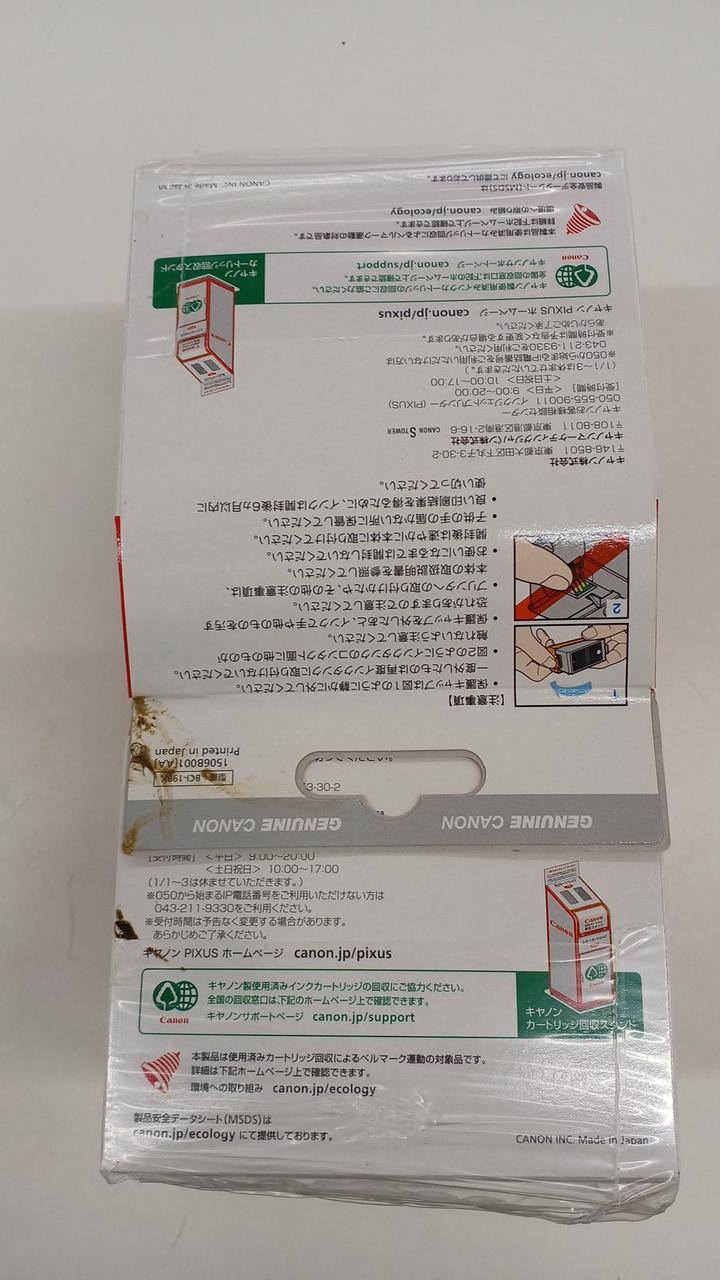 【注意事項】
• 保護キャップは図1のように静かに外してください。
一度外したものは再度インクタンクに取り付けないでください。
• 図2のようにインクタンクのコンタクト面に他のものが
触れないよう注意してください。
• 保護キャップを外したあと、インクで手や他のものを汚す
恐れがありますので注意してください。
• プリンタへの取り付けかたや、その他の注意事項は、
本体の取扱説明書を参照してください。
• お使いになるまでは開封しないでください。
開封後は速やかに本体に取り付けてください。
• 子供の手の届かない所に保管してください。
• 良い印刷結果を得るために、インクは開封後6ヵ月以内に
使い切ってください。
1
2
キヤノン株式会社
〒146-8501 東京都大田区下丸子3-30-2
キヤノンマーケティングジャパン株式会社
〒108-8011 東京都港区港南2-16-6 CANON S TOWER
キヤノンお客様相談センター
050-555-90011 インクジェットプリンター (PIXUS)
[受付時間] <平日> 9:00~20:00
<土日祝日> 10:00~17:00
(1/1~3は休ませていただきます。)
※050から始まるIP電話番号をご利用いただけない方は
043-211-9330をご利用ください。
※受付時間は予告なく変更する場合があります。
あらかじめご了承ください。
キヤノン PIXUS ホームページ canon.jp/pixus
キヤノン製使用済みインクカートリッジの回収にご協力ください。
全国の回収窓口は下記のホームページ上で確認できます。
キヤノンサポートページ canon.jp/support
Canon
キヤノン
カートリッジ回収スタンド
本製品は使用済みカートリッジ回収によるベルマーク運動の対象品です。
詳細は下記ホームページ上で確認できます。
環境への取り組み canon.jp/ecology
製品安全データシート(MSDS)は
canon.jp/ecology にて提供しております。
CANON INC. Made in Japan
GENUINE CANON GENUINE CANON
型番:BCI-19BK
1506B001[AA]
Printed in Japan
3-30-2
[受付時間] <平日> 9:00~20:00
<土日祝日> 10:00~17:00
(1/1~3は休ませていただきます。)
※050から始まるIP電話番号をご利用いただけない方は
043-211-9330をご利用ください。
※受付時間は予告なく変更する場合があります。
あらかじめご了承ください。
キヤノン PIXUS ホームページ canon.jp/pixus
キヤノン製使用済みインクカートリッジの回収にご協力ください。
全国の回収窓口は下記のホームページ上で確認できます。
キヤノンサポートページ canon.jp/support
Canon
Canon
Canon
キヤノン
カートリッジ回収スタンド
本製品は使用済みカートリッジ回収によるベルマーク運動の対象品です。
詳細は下記ホームページ上で確認できます。
環境への取り組み canon.jp/ecology
製品安全データシート(MSDS)は
canon.jp/ecology にて提供しております。
CANON INC. Made in Japan